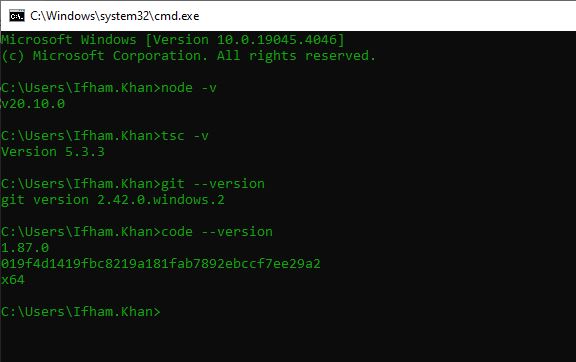 C:\Windows\system32\cmd.exe
Microsoft Windows [Version 10.0.19045.4046]
(c) Microsoft Corporation. All rights reserved.
C:\Users\Ifham.Khan>node -v
v20.10.0
C:\Users\Ifham.Khan>tsc -v
Version 5.3.3
C:\Users\Ifham.Khan>git --version
git version 2.42.0.windows.2
C:\Users\Ifham.Khan>code --version
1.87.0
019f4d1419fbc8219a181fab7892ebccf7ee29a2
x64
C:\Users\Ifham.Khan>